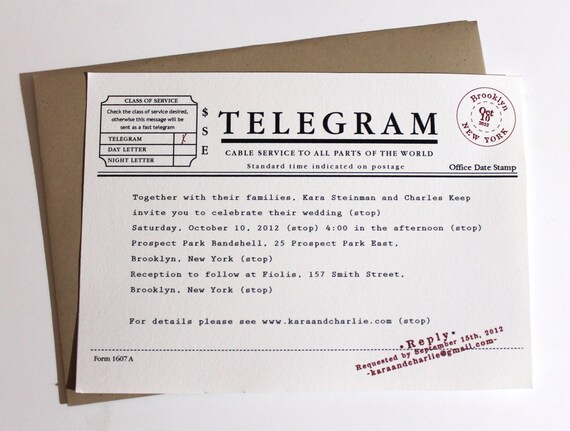 CLASS OF SERVICE
Check the class of service desired,
otherwise this message will be
sent as a fast telegram
TELEGRAM
DAY LETTER
NIGHT LETTER
$
S
E
TELEGRAM
CABLE SERVICE TO ALL PARTS OF THE WORLD
Standard time indicated on postage
Brooklyn
Oct
10
2012
NEW YORK
Office Date Stamp
Together with their families, Kara Steinman and Charles Keep
invite you to celebrate their wedding (stop)
Saturday, October 10, 2012 (stop) 4:00 in the afternoon (stop)
Prospect Park Bandshell, 25 Prospect Park East,
Brooklyn, New York (stop)
Reception to follow at Fiolis, 157 Smith Street,
Brooklyn, New York (stop)
For details please see www.karaandcharlie.com (stop)
•Reply•
Requested by September 15th, 2012
-karaandcharlie@gmail.com-
Form 1607 A